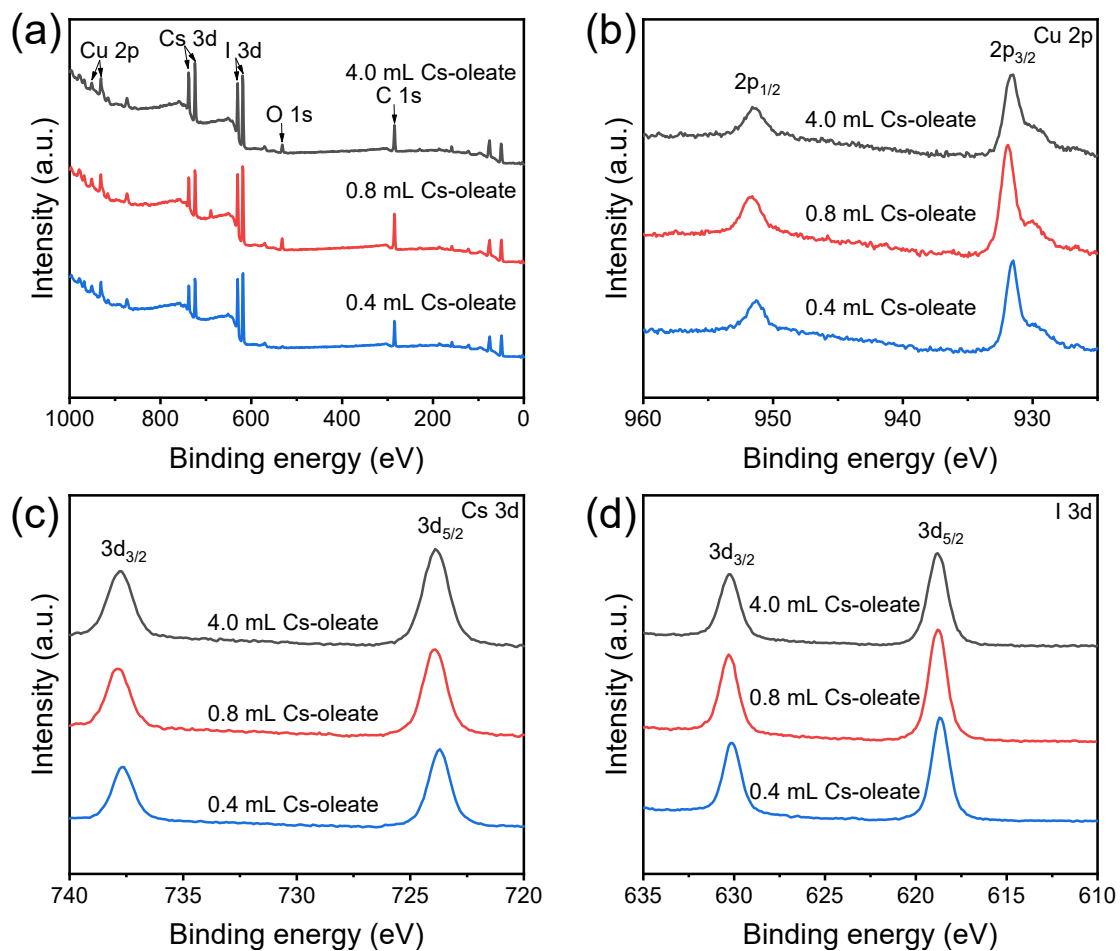 (a)
Cu 2p
Cs 3d
I 3d
4.0 mL Cs-oleate
O 1s
C 1s
0.8 mL Cs-oleate
0.4 mL Cs-oleate
Intensity (a.u.)
1000 800 600 400 200 0
Binding energy (eV)
(b)
Cu 2p
2p3/2
2p1/2
4.0 mL Cs-oleate
0.8 mL Cs-oleate
0.4 mL Cs-oleate
Intensity (a.u.)
960 950 940 930
Binding energy (eV)
(c)
Cs 3d
3d5/2
3d3/2
4.0 mL Cs-oleate
0.8 mL Cs-oleate
0.4 mL Cs-oleate
Intensity (a.u.)
740 735 730 725 720
Binding energy (eV)
(d)
I 3d
3d5/2
3d3/2
4.0 mL Cs-oleate
0.8 mL Cs-oleate
0.4 mL Cs-oleate
Intensity (a.u.)
635 630 625 620 615 610
Binding energy (eV)